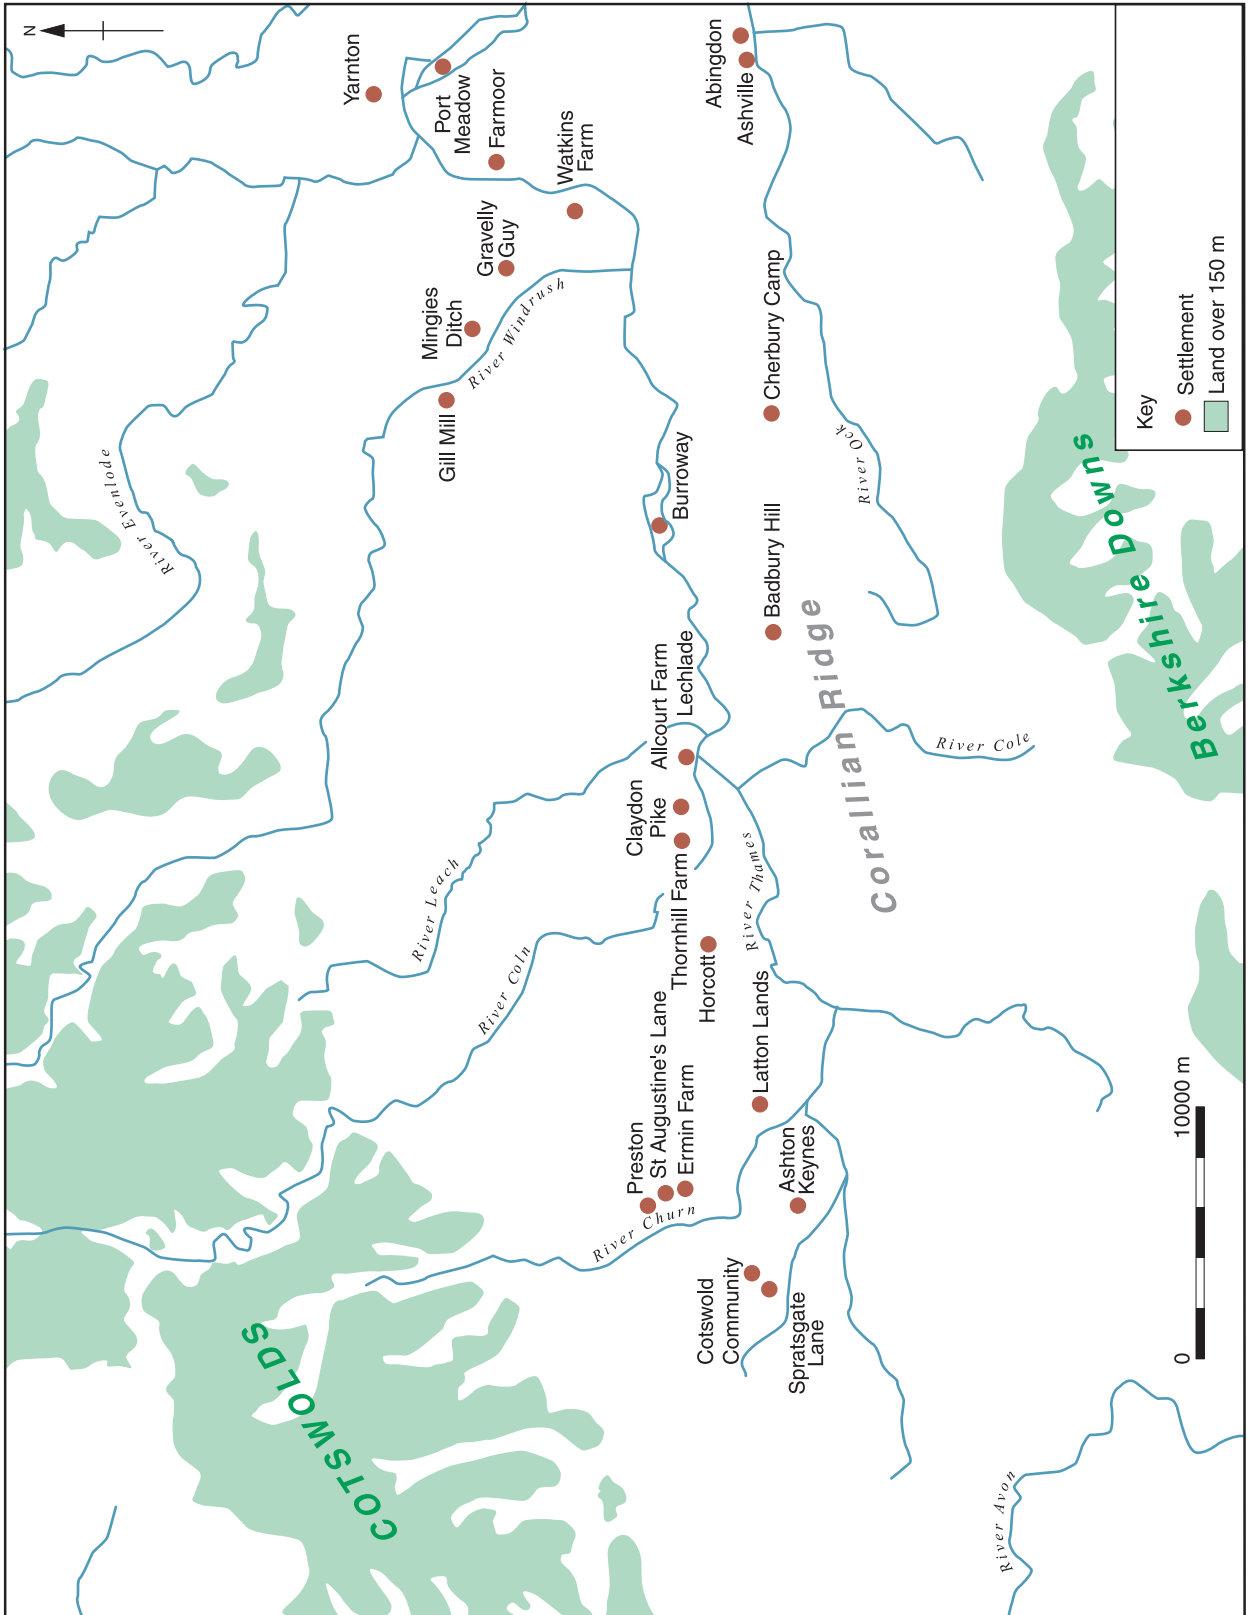 N
Yarnton
Port
Meadow
Farmoor
Watkins
Farm
Gravelly
Guy
Mingies
Ditch
Gill Mill
River Windrush
River Evenlode
Abingdon
Ashville
Cherbury Camp
River Ock
Burroway
Badbury Hill
Allcourt Farm
Lechlade
Claydon
Pike
Thornhill Farm
Horcott
River Leach
River Coln
River Thames
River Cole
Corallian Ridge
Berkshire Downs
Latton Lands
Preston
St Augustine's Lane
Ermin Farm
River Churn
Ashton
Keynes
Cotswold
Community
Spratsgate
Lane
COTSWOLDS
River Avon
0
10000 m
Key
Settlement
Land over 150 m